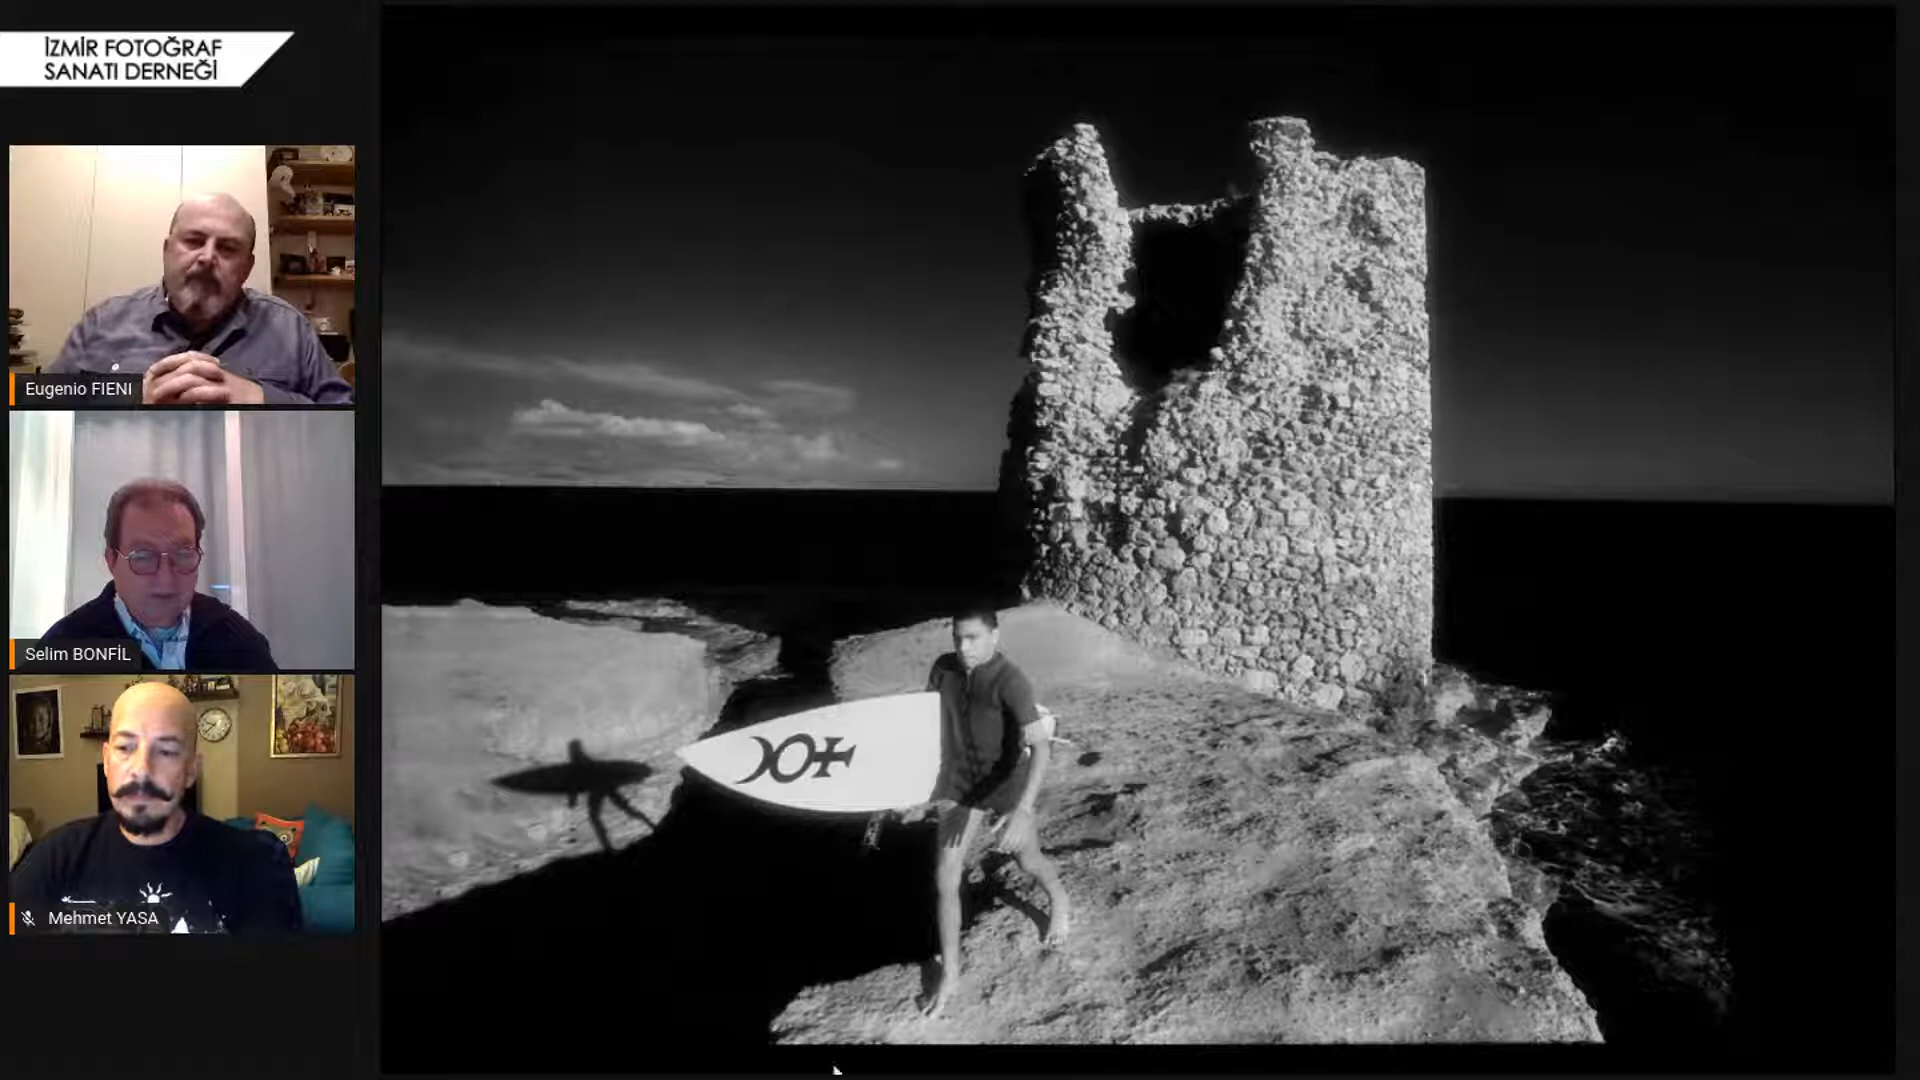 İZMİR FOTOĞRAF
SANATI DERNEĞİ
Eugenio FIENI
Selim BONFİL
Mehmet YASA